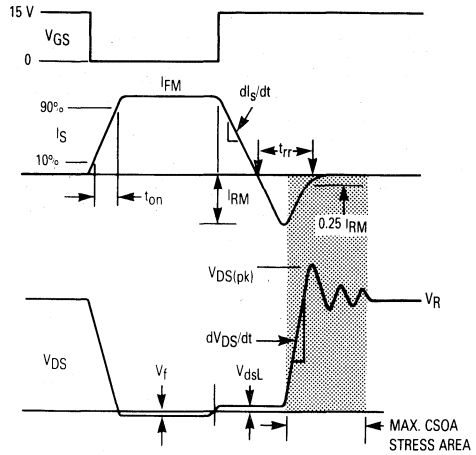 15 V
VGS
0
IFM
dIs/dt
90%
IS
trr
10%
ton
IRM
0.25 IRM
VDS(pk)
VR
dVDS/dt
VDS
Vf
VdsL
MAX. CSOA
STRESS AREA